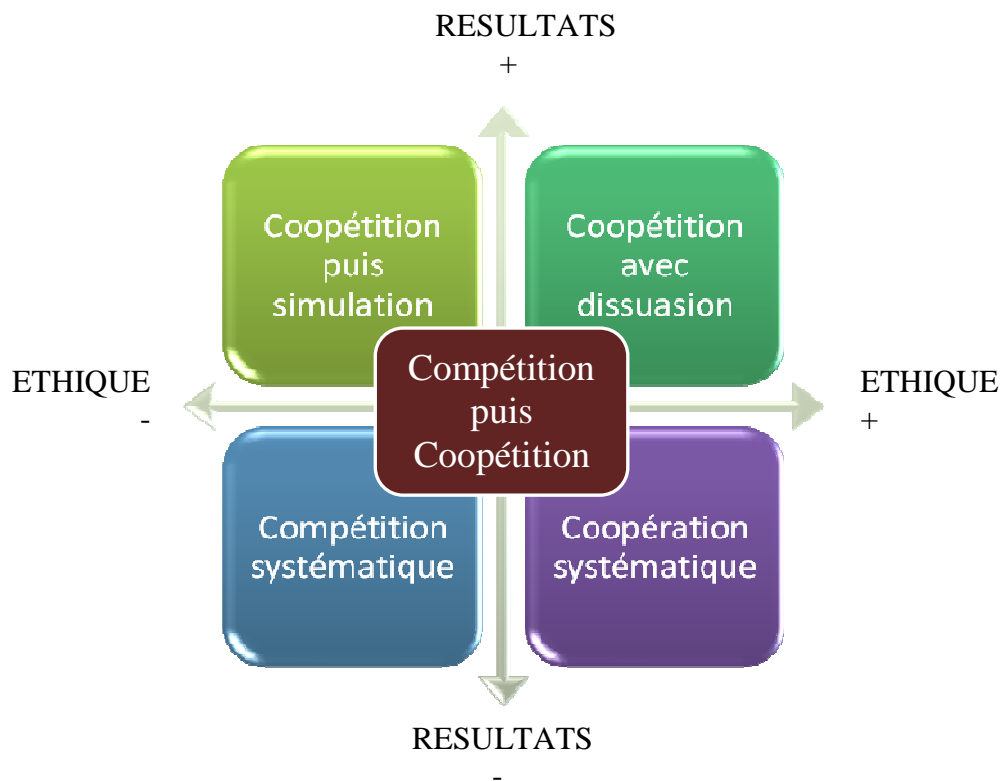 RESULTATS
+
Coopétition
puis
simulation
Coopétition
avec
dissuasion
ETHIQUE
-
Compétition
puis
Coopétition
ETHIQUE
+
Compétition
systématique
Coopération
systématique
RESULTATS
-